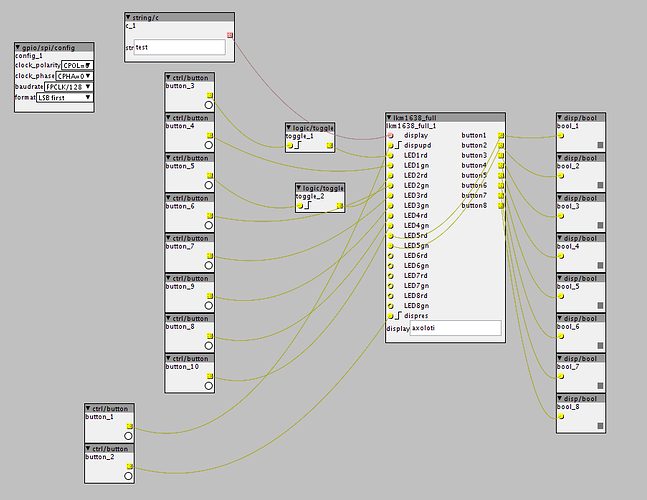 string/c
c_1
str test
gpio/spi/config
config_1
clock_polarity CPOL=
clock_phase CPHA=0
baudrate FPCLK/128
format LSB first
ctrl/button
button_3
ctrl/button
button_4
ctrl/button
button_5
ctrl/button
button_6
ctrl/button
button_7
ctrl/button
button_9
ctrl/button
button_8
ctrl/button
button_10
ctrl/button
button_1
ctrl/button
button_2
logic/toggle
toggle_1
logic/toggle
toggle_2
lkm1638_full
lkm1638_full_1
display button1
dispupd button2
LED1rd button3
LED1gn button4
LED2rd button5
LED2gn button6
LED3rd button7
LED3gn button8
LED4rd
LED4gn
LED5rd
LED5gn
LED6rd
LED6gn
LED7rd
LED7gn
LED8rd
LED8gn
dispres
display axoloti
disp/bool
bool_1
disp/bool
bool_2
disp/bool
bool_3
disp/bool
bool_4
disp/bool
bool_5
disp/bool
bool_6
disp/bool
bool_7
disp/bool
bool_8